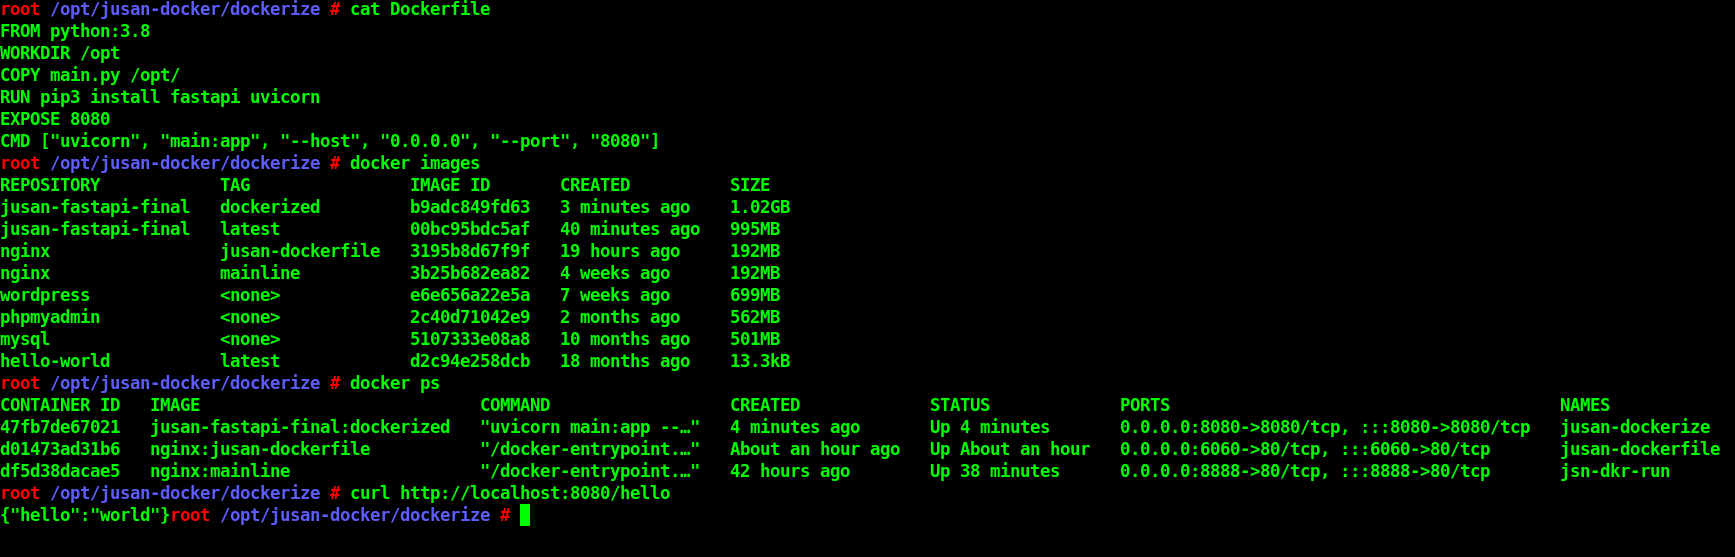 root /opt/jusan-docker/dockerize # cat Dockerfile
FROM python:3.8
WORKDIR /opt
COPY main.py /opt/
RUN pip3 install fastapi uvicorn
EXPOSE 8080
CMD ["uvicorn", "main:app", "--host", "0.0.0.0", "--port", "8080"]
root /opt/jusan-docker/dockerize # docker images
REPOSITORY            TAG                IMAGE ID       CREATED          SIZE
jusan-fastapi-final   dockerized         b9adc849fd63   3 minutes ago    1.02GB
jusan-fastapi-final   latest             00bc95bdc5af   40 minutes ago   995MB
nginx                 jusan-dockerfile   3195b8d67f9f   19 hours ago     192MB
nginx                 mainline           3b25b682ea82   4 weeks ago      192MB
wordpress             <none>             e6e656a22e5a   7 weeks ago      699MB
phpmyadmin            <none>             2c40d71042e9   2 months ago     562MB
mysql                 <none>             5107333e08a8   10 months ago    501MB
hello-world           latest             d2c94e258dcb   18 months ago    13.3kB
root /opt/jusan-docker/dockerize # docker ps
CONTAINER ID   IMAGE                            COMMAND                  CREATED             STATUS             PORTS                                       NAMES
47fb7de67021   jusan-fastapi-final:dockerized   "uvicorn main:app --…"   4 minutes ago       Up 4 minutes       0.0.0.0:8080->8080/tcp, :::8080->8080/tcp   jusan-dockerize
d01473ad31b6   nginx:jusan-dockerfile           "/docker-entrypoint.…"   About an hour ago   Up About an hour   0.0.0.0:6060->80/tcp, :::6060->80/tcp       jusan-dockerfile
df5d38dacae5   nginx:mainline                   "/docker-entrypoint.…"   42 hours ago        Up 38 minutes      0.0.0.0:8888->80/tcp, :::8888->80/tcp       jsn-dkr-run
root /opt/jusan-docker/dockerize # curl http://localhost:8080/hello
{"hello":"world"}root /opt/jusan-docker/dockerize #